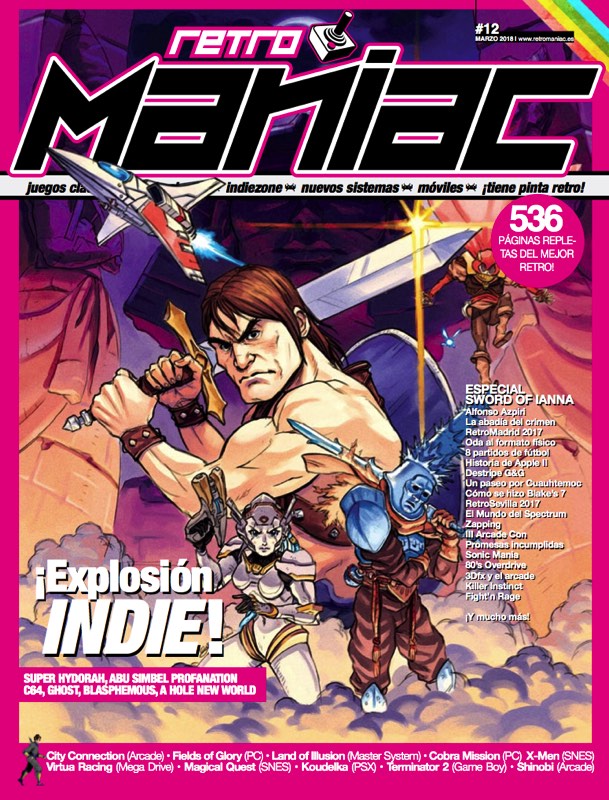 retro
maniac
#12
MARZO 2018 I www.retromaniac.es
juegos indiezone nuevos sistemas móviles ¡tiene pinta retro!
536
PÁGINAS REPLE-
TAS DEL MEJOR
RETRO!
ESPECIAL
SWORD OF IANNA
Alfonso Azpiri
La abadía del crimen
RetroMadrid 2017
Oda al formato físico
8 partidos de fútbol
Historia de Apple II
Destripe G&G
Un paseo por Cuauhtemoc
Cómo se hizo Blake's 7
RetroSevilla 2017
El Mundo del Spectrum
Zapping
III Arcade Con
Promesas incumplidas
Sonic Mania
80's Overdrive
3Dfx y el arcade
Killer Instinct
Fight'n Rage
¡Y mucho más!
¡Explosión
INDIE!
SUPER HYDORAH, ABU SIMBEL PROFANATION
C64, GHOST, BLASPHEMOUS, A HOLE NEW WORLD
City Connection (Arcade) • Fields of Glory (PC) • Land of Illusion (Master System) • Cobra Mission (PC) X-Men (SNES)
Virtua Racing (Mega Drive) • Magical Quest (SNES) • Koudelka (PSX) • Terminator 2 (Game Boy) • Shinobi (Arcade)